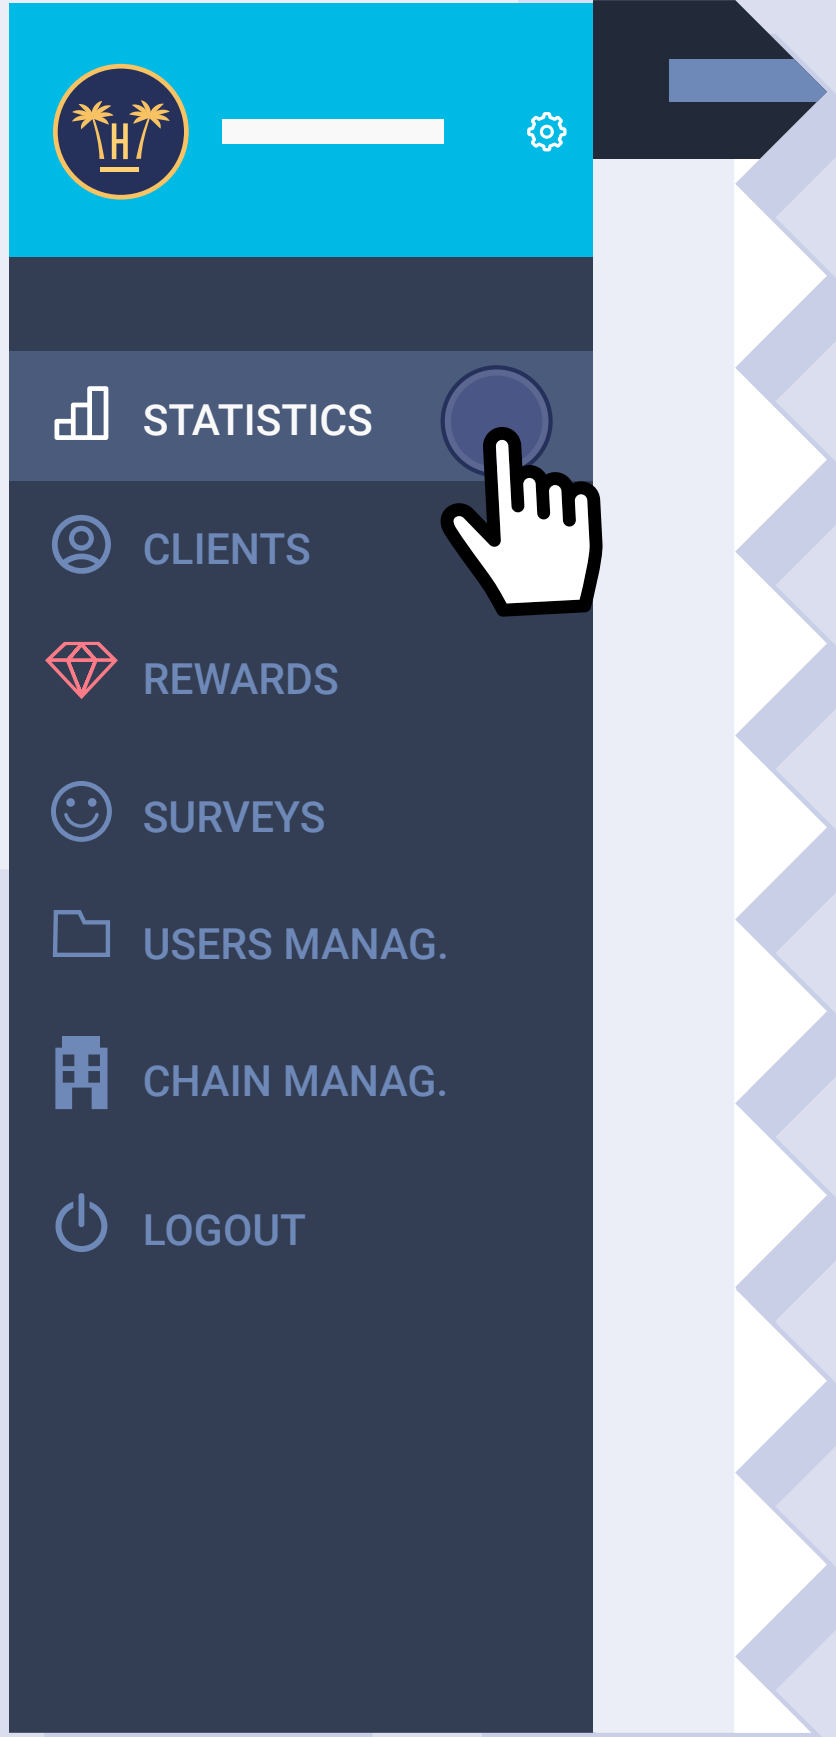 H
STATISTICS
CLIENTS
REWARDS
SURVEYS
USERS MANAG.
CHAIN MANAG.
LOGOUT